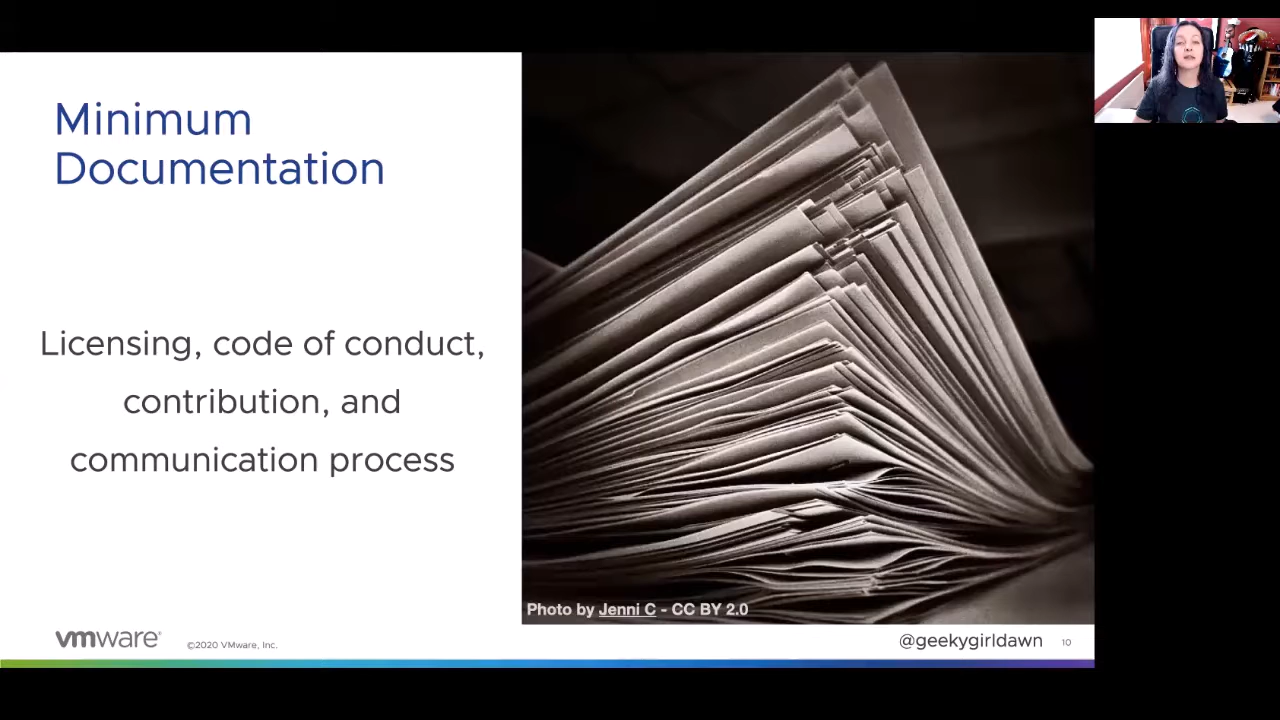 Minimum
Documentation
Licensing, code of conduct,
contribution, and
communication process
Photo by Jenni C - CC BY 2.0
vmware®
©2020 VMware, Inc.
@geekygirldawn
10